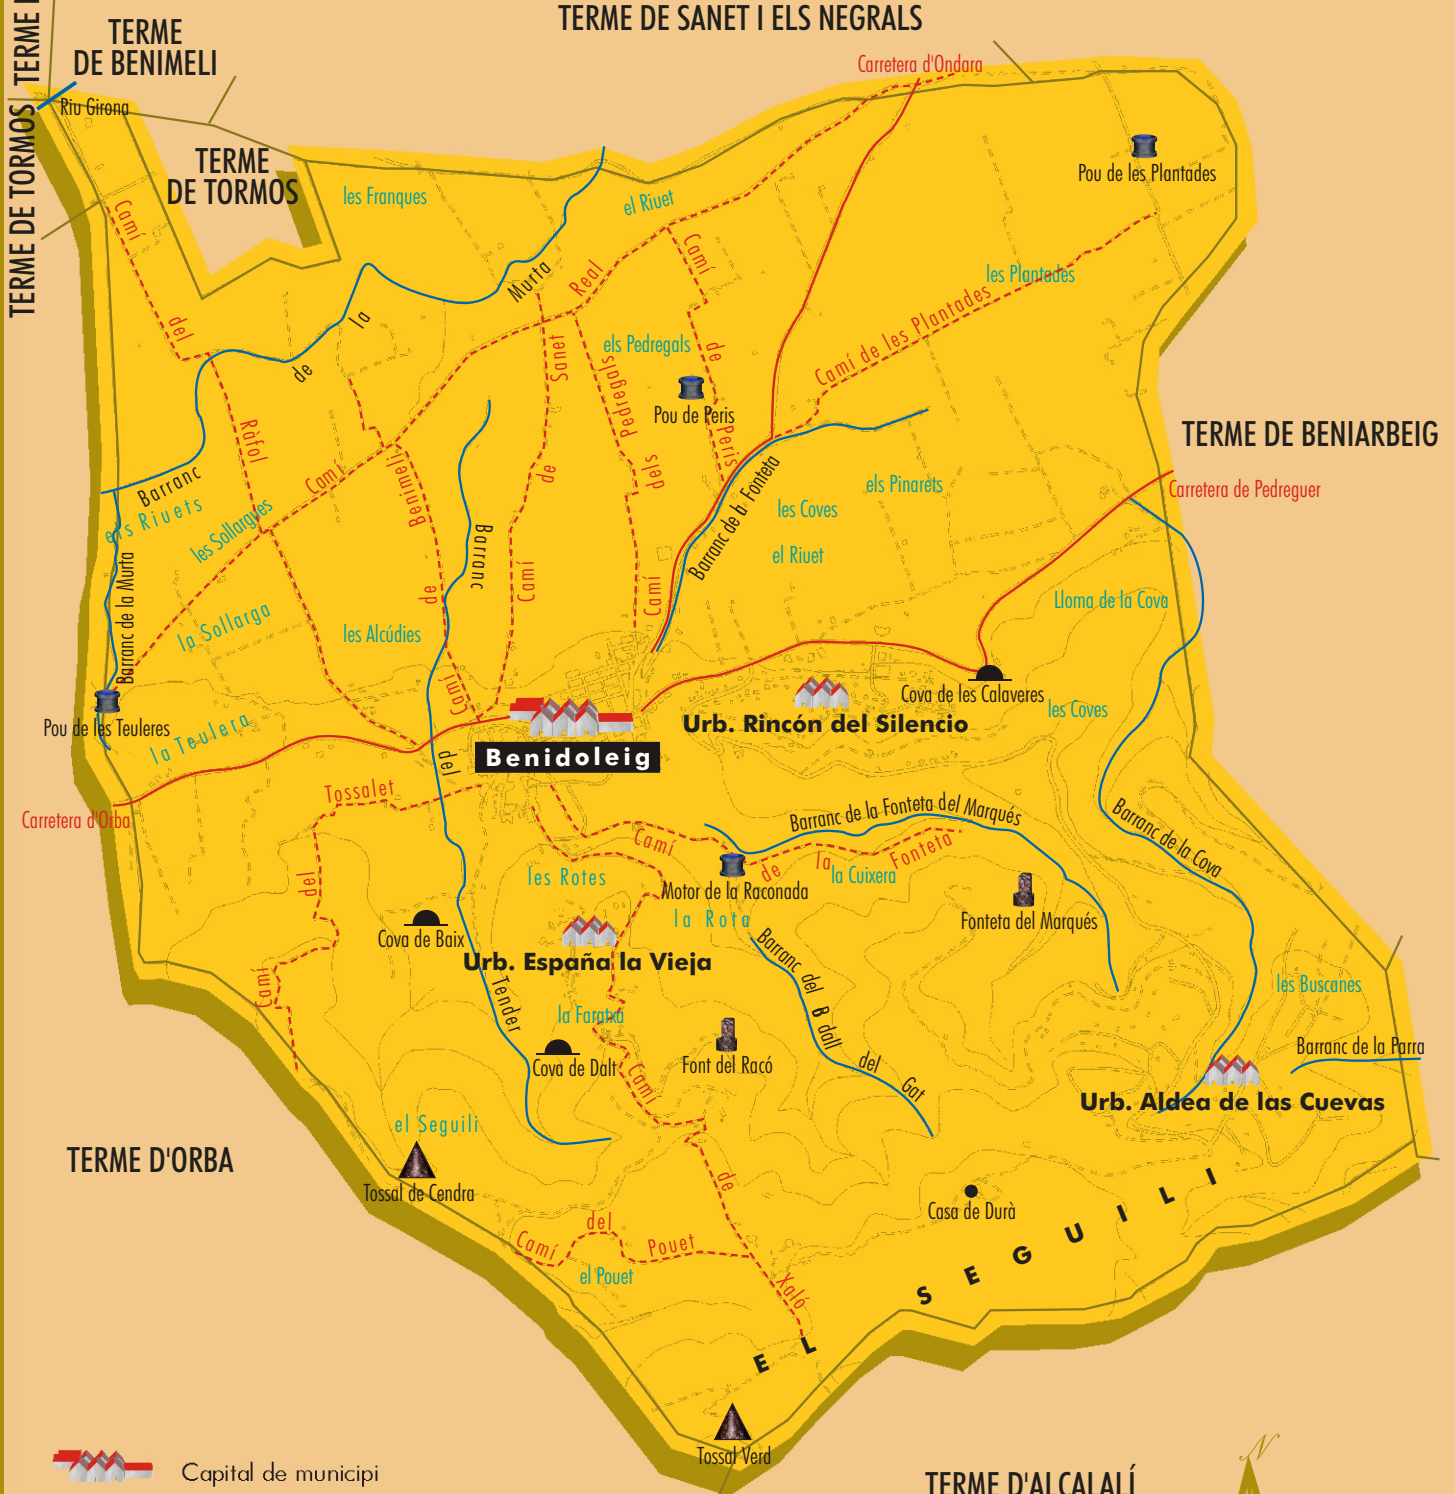 TERME DE SANET I ELS NEGRALS
TERME
DE BENIMELI
TERME DE TORMOS
TERME
Riu Girona
TERME
DE TORMOS
Carretera d'Ondara
Pou de les Plantades
les Franques
el Riuet
les Plantades
Camí del Ràfol
Barranc de la Murta
Camí Real
Camí de Peris
Camí de les Plantades
els Pedregals
Pou de Peris
Camí de Sanet
Camí dels Pedregals
Camí de Benimeli
TERME DE BENIARBEIG
Carretera de Pedreguer
els Pinarets
les Coves
el Riuet
Barranc de la Fonteta
els Riuets
les Sollargues
Barranc de la Murta
la Sollarga
les Alcúdies
Lloma de la Cova
Cova de les Calaveres
les Coves
Pou de les Teuleres
la Teulera
Urb. Rincón del Silencio
Benidoleig
Carretera d'Orba
Camí del Tossalet
Barranc del Tender
Camí de la Fonteta
Barranc de la Fonteta del Marqués
Barranc de la Cova
les Rotes
Motor de la Raconada
la Cuixera
la Rota
Fonteta del Marqués
Cova de Baix
Urb. España la Vieja
Barranc del B dall del Gat
les Buscanes
la Faratxa
Cova de Dalt
Font del Racó
Barranc de la Parra
Urb. Aldea de las Cuevas
Camí de Xaló
el Seguili
TERME D'ORBA
Tossal de Cendra
Casa de Durà
Camí del Pouet
el Pouet
EL SEGUILI
Tossal Verd
Capital de municipi
TERME D'ALCALALÍ
N